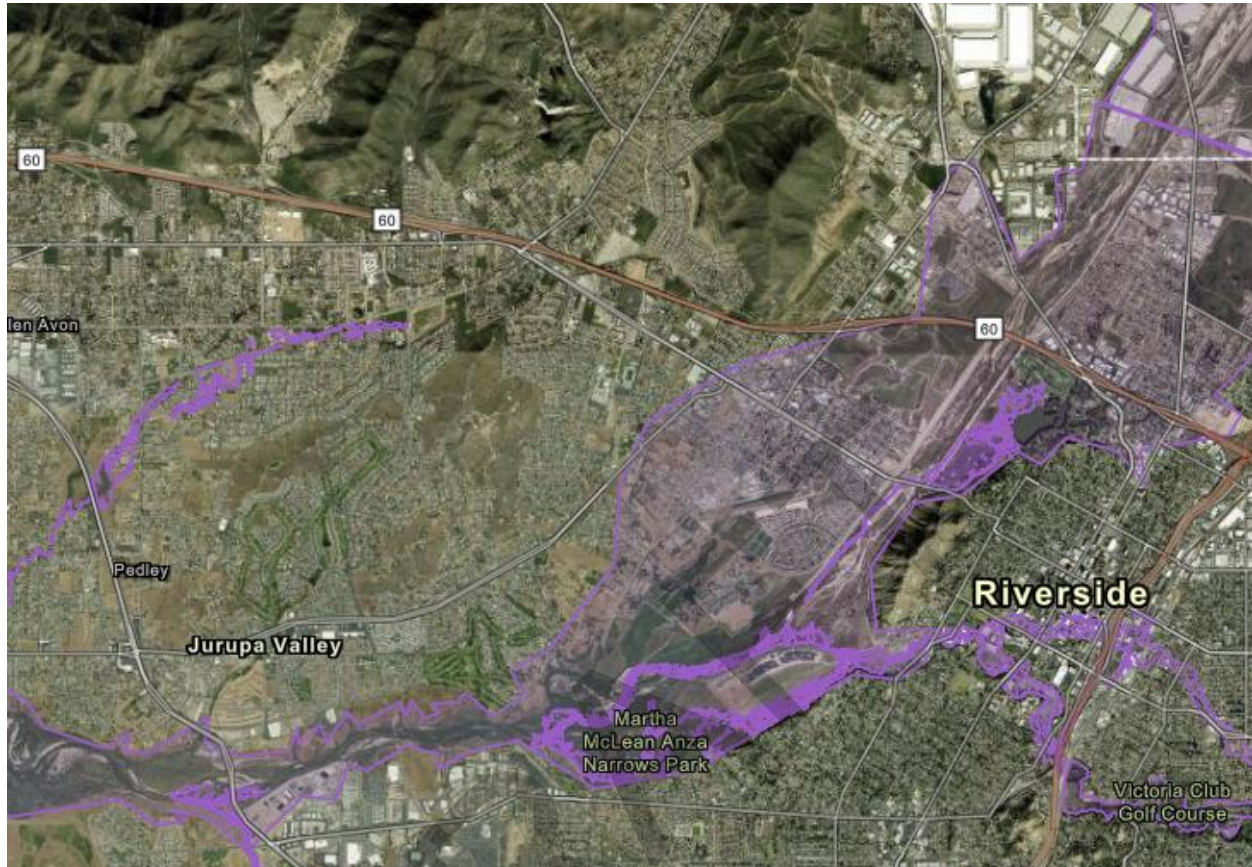 60
60
len Avon
60
Pedley
Riverside
Jurupa Valley
Martha
McLean Anza
Narrows Park
Victoria Club
Golf Course